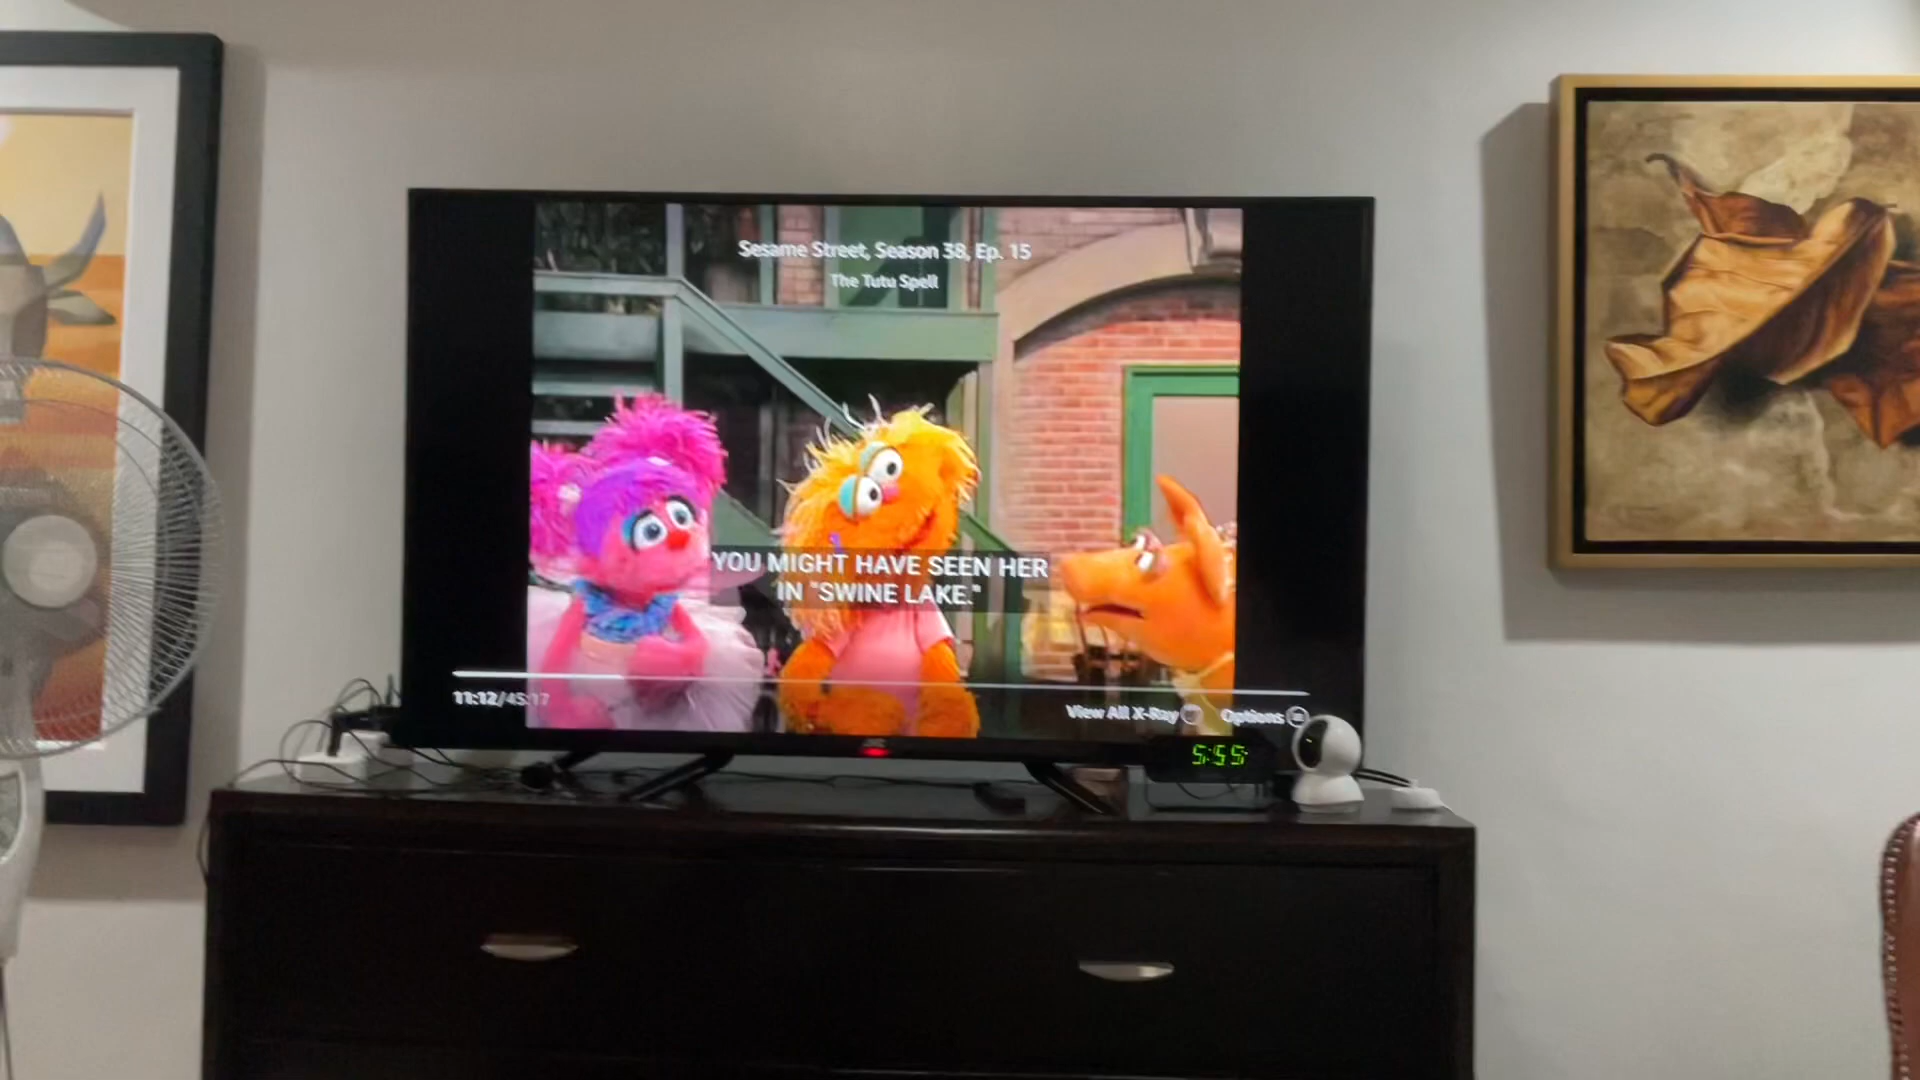 Sesame Street, Season 38, Ep. 15
The Tutu Spell
YOU MIGHT HAVE SEEN HER
IN "SWINE LAKE."
11:12/45:17
View All X-Ray
Options
5:55